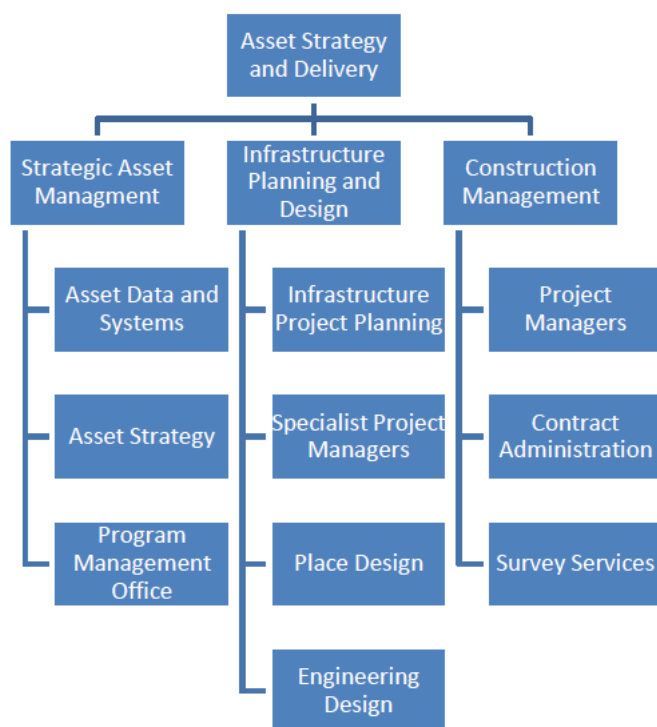 Asset Strategy
and Delivery
Strategic Asset
Managment
Infrastructure
Planning and
Design
Construction
Management
Asset Data and
Systems
Asset Strategy
Program
Management
Office
Infrastructure
Project Planning
Specialist Project
Managers
Place Design
Engineering
Design
Project
Managers
Contract
Administration
Survey Services